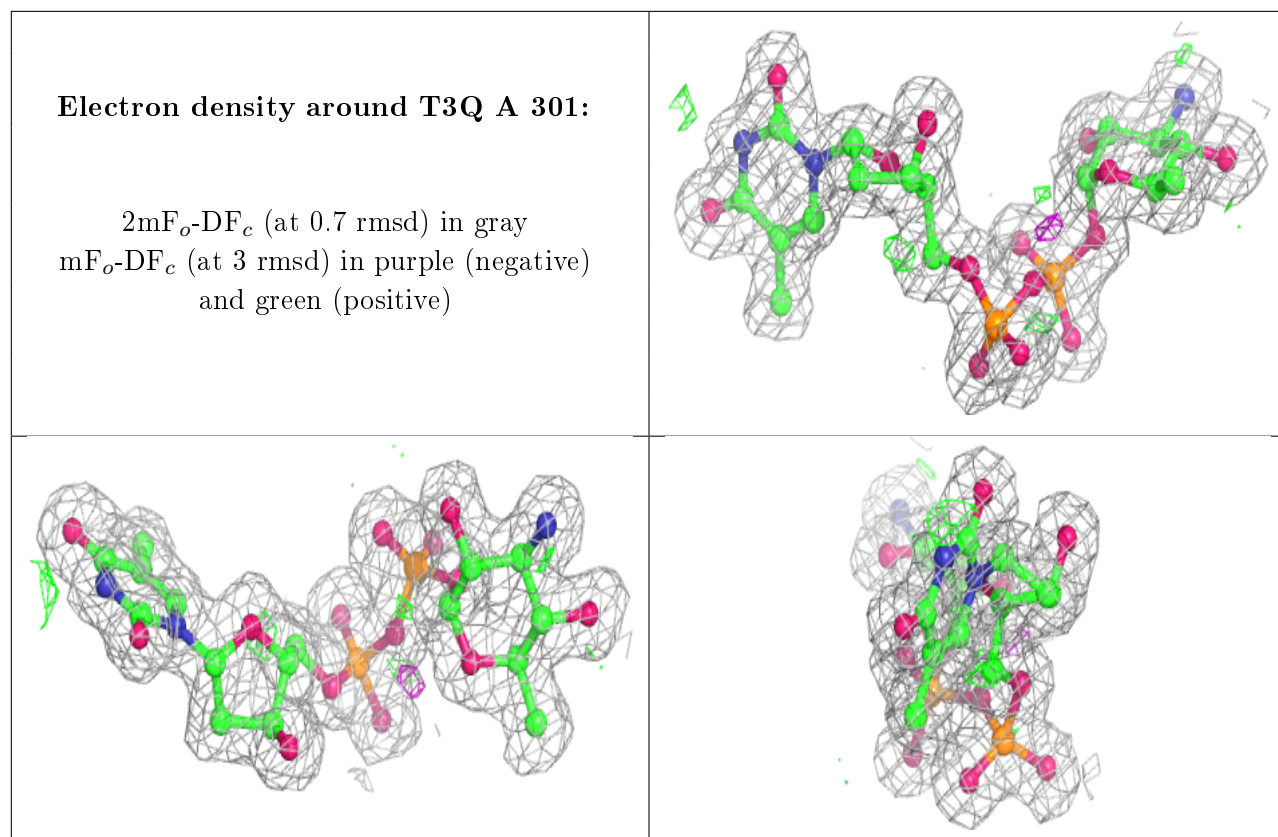 Electron density around T3Q A 301:
2mFo-DFc (at 0.7 rmsd) in gray
mFo-DFc (at 3 rmsd) in purple (negative)
and green (positive)